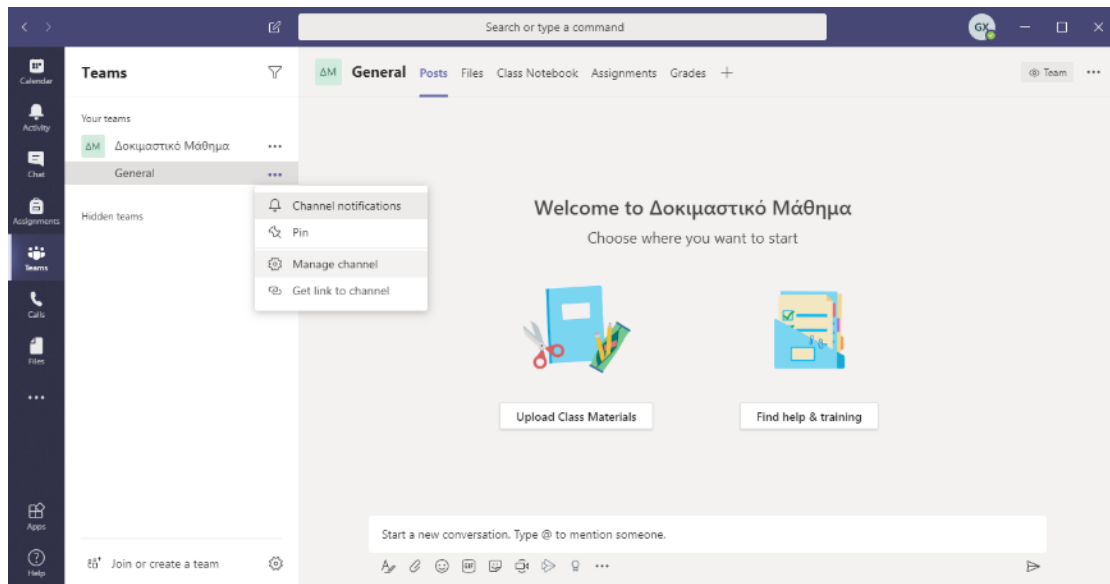 Search or type a command
GX
Calendar
Activity
Chat
Assignments
Teams
Calls
Files
Apps
Help
Teams
Your teams
ΔΜ Δοκιμαστικό Μάθημα
General
Hidden teams
Channel notifications
Pin
Manage channel
Get link to channel
Join or create a team
ΔΜ General Posts Files Class Notebook Assignments Grades
Team
Welcome to Δοκιμαστικό Μάθημα
Choose where you want to start
Upload Class Materials
Find help & training
Start a new conversation. Type @ to mention someone.
GIF